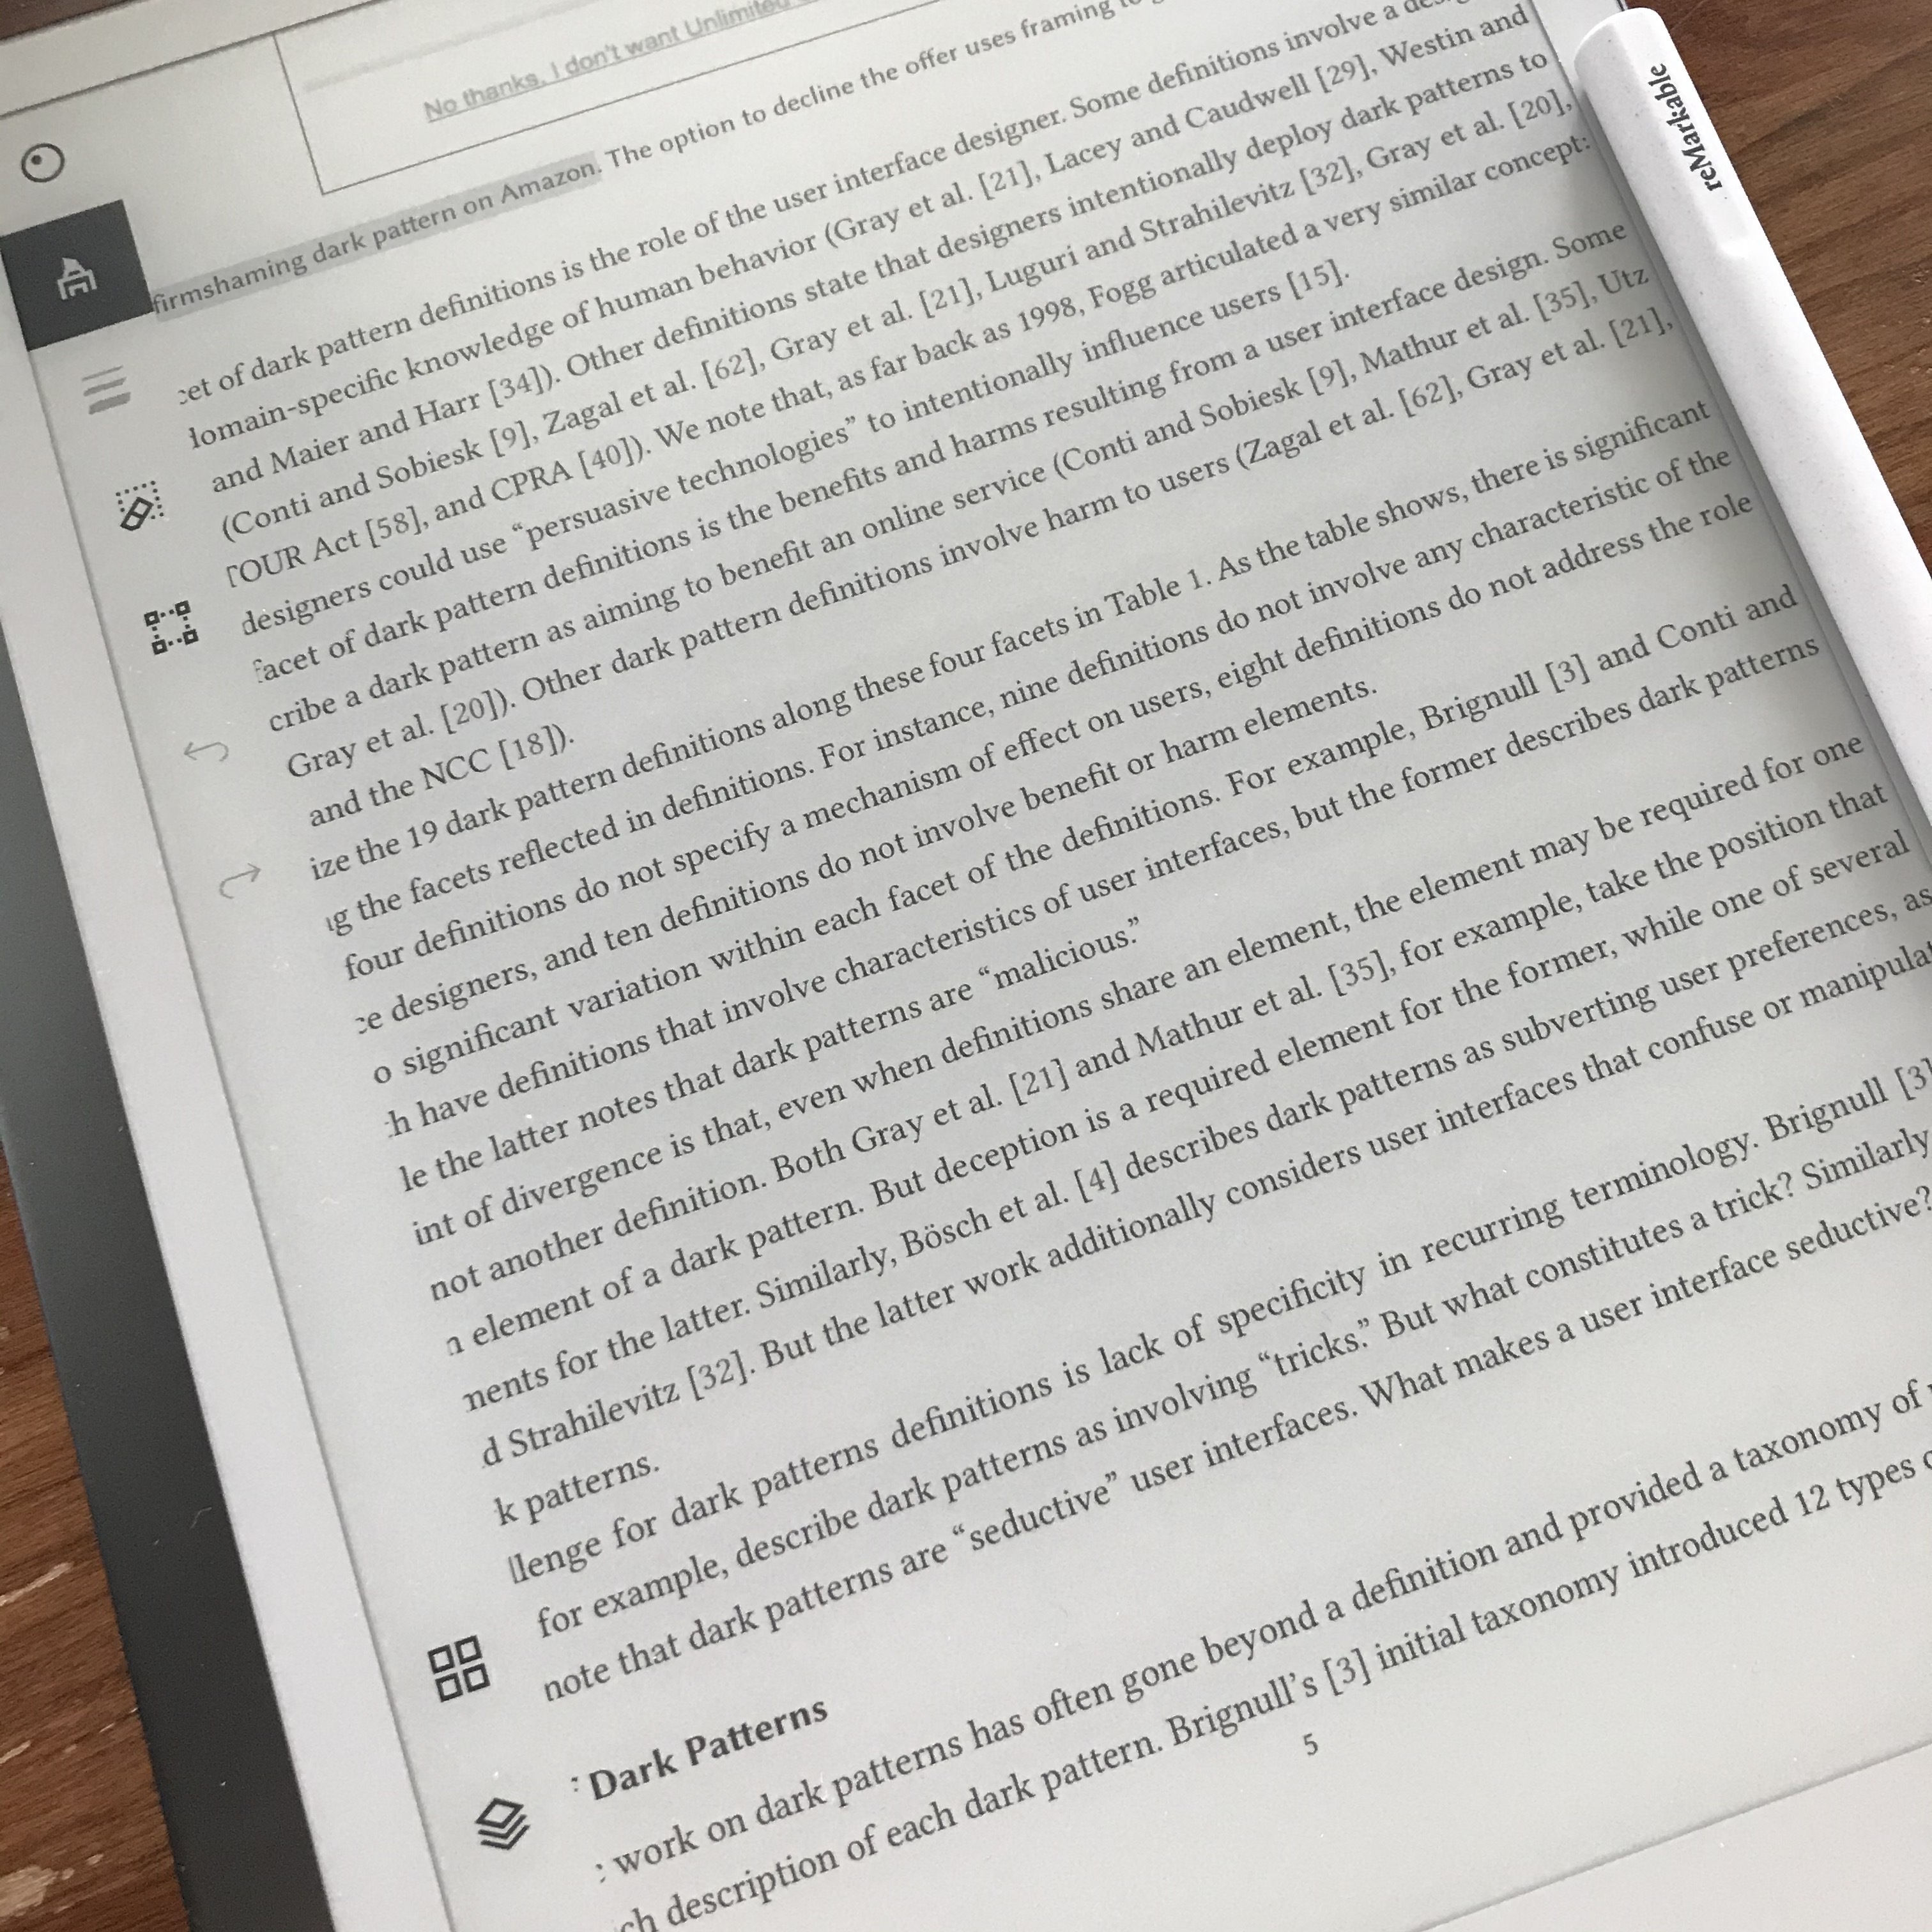 No thanks, I don't want Unlimited
firmshaming dark pattern on Amazon. The option to decline the offer uses framing to
et of dark pattern definitions is the role of the user interface designer. Some definitions involve a
domain-specific knowledge of human behavior (Gray et al. [21], Lacey and Caudwell [29], Westin and
and Maier and Harr [34]). Other definitions state that designers intentionally deploy dark patterns to
(Conti and Sobiesk [9], Zagal et al. [62], Gray et al. [21], Luguri and Strahilevitz [32], Gray et al. [20],
TOUR Act [58], and CPRA [40]). We note that, as far back as 1998, Fogg articulated a very similar concept:
designers could use “persuasive technologies” to intentionally influence users [15].
facet of dark pattern definitions is the benefits and harms resulting from a user interface design. Some
cribe a dark pattern as aiming to benefit an online service (Conti and Sobiesk [9], Mathur et al. [35], Utz
Gray et al. [20]). Other dark pattern definitions involve harm to users (Zagal et al. [62], Gray et al. [21],
and the NCC [18]).
ize the 19 dark pattern definitions along these four facets in Table 1. As the table shows, there is significant
g the facets reflected in definitions. For instance, nine definitions do not involve any characteristic of the
four definitions do not specify a mechanism of effect on users, eight definitions do not address the role
ce designers, and ten definitions do not involve benefit or harm elements.
o significant variation within each facet of the definitions. For example, Brignull [3] and Conti and
h have definitions that involve characteristics of user interfaces, but the former describes dark patterns
le the latter notes that dark patterns are “malicious.”
int of divergence is that, even when definitions share an element, the element may be required for one
not another definition. Both Gray et al. [21] and Mathur et al. [35], for example, take the position that
n element of a dark pattern. But deception is a required element for the former, while one of several
nents for the latter. Similarly, Bösch et al. [4] describes dark patterns as subverting user preferences, as
d Strahilevitz [32]. But the latter work additionally considers user interfaces that confuse or manipulat
k patterns.
llenge for dark patterns definitions is lack of specificity in recurring terminology. Brignull [3]
for example, describe dark patterns as involving “tricks.” But what constitutes a trick? Similarly
note that dark patterns are “seductive” user interfaces. What makes a user interface seductive?
Dark Patterns
work on dark patterns has often gone beyond a definition and provided a taxonomy of
ch description of each dark pattern. Brignull’s [3] initial taxonomy introduced 12 types
5
reMarkable